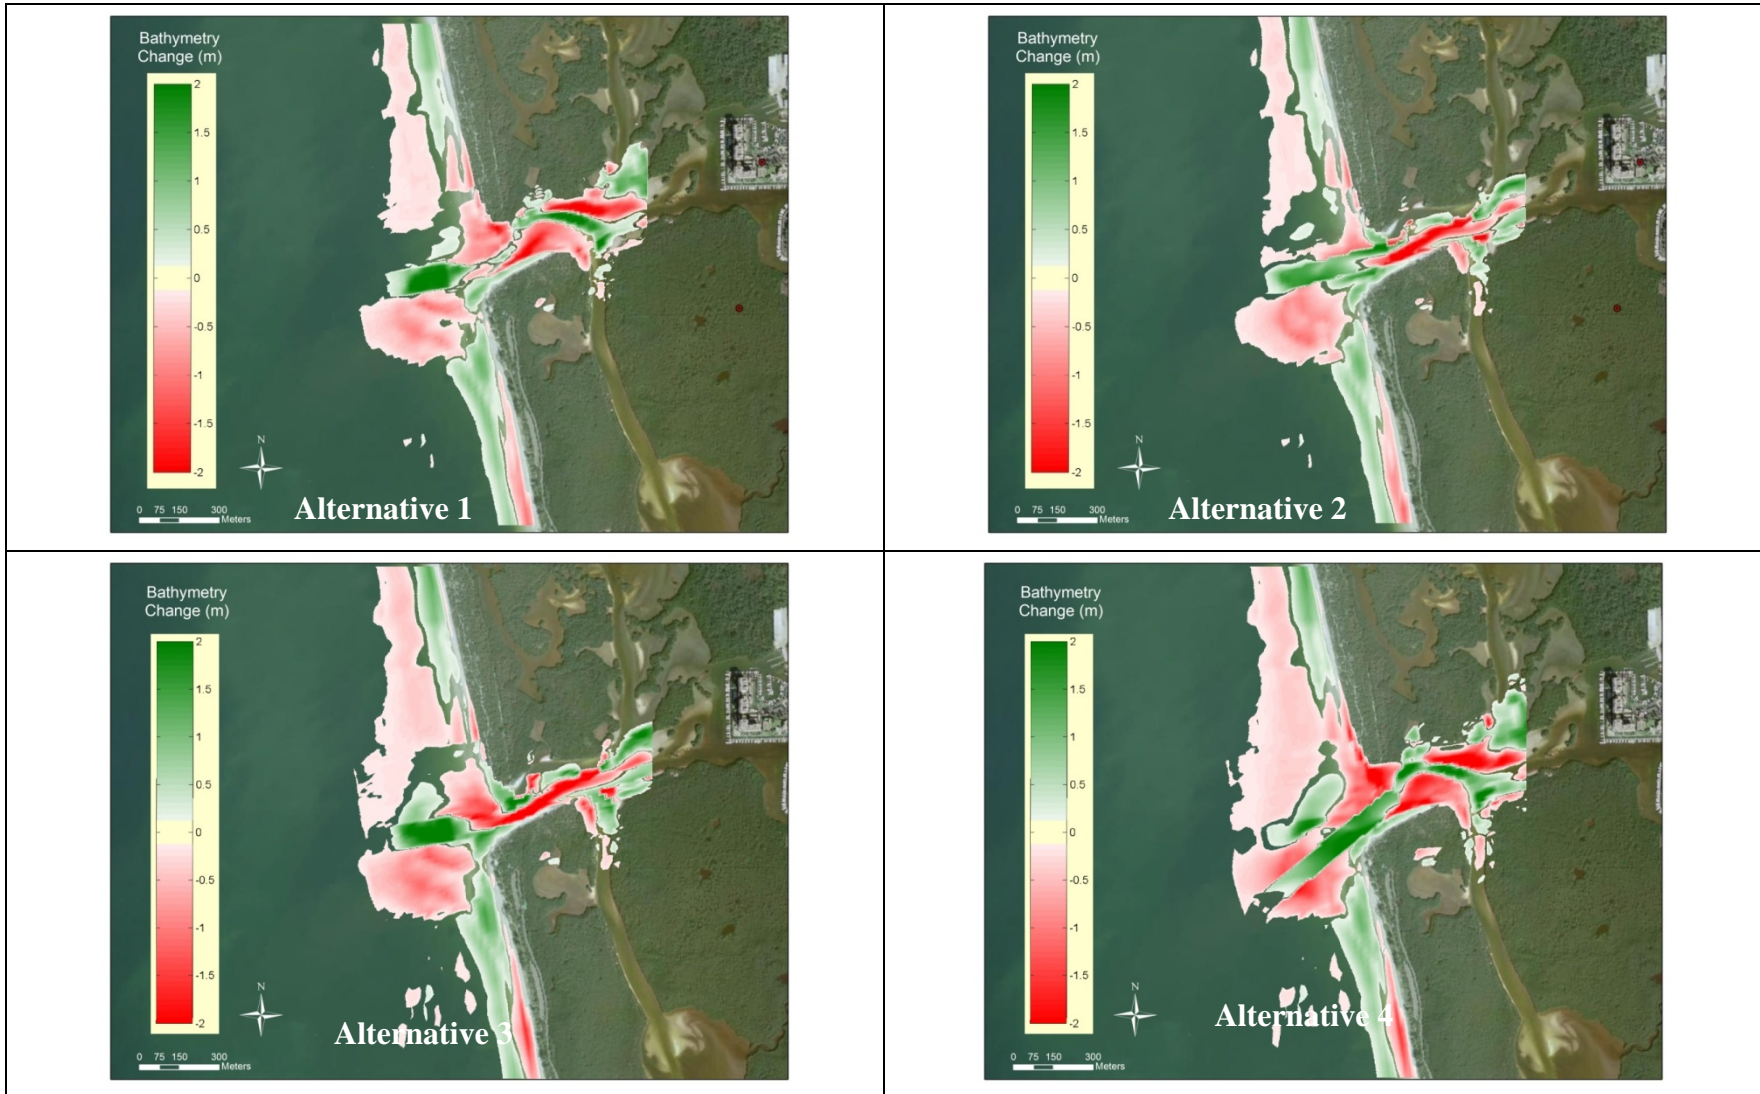 Bathymetry
Change (m)
2
1.5
1
0.5
0
-0.5
-1
-1.5
-2
N
0 75 150 300
Meters
Alternative 1
Bathymetry
Change (m)
2
1.5
1
0.5
0
-0.5
-1
-1.5
-2
N
0 75 150 300
Meters
Alternative 2
Bathymetry
Change (m)
2
1.5
1
0.5
0
-0.5
-1
-1.5
-2
N
0 75 150 300
Meters
Alternative 3
Bathymetry
Change (m)
2
1.5
1
0.5
0
-0.5
-1
-1.5
-2
N
0 75 150 300
Meters
Alternative 4